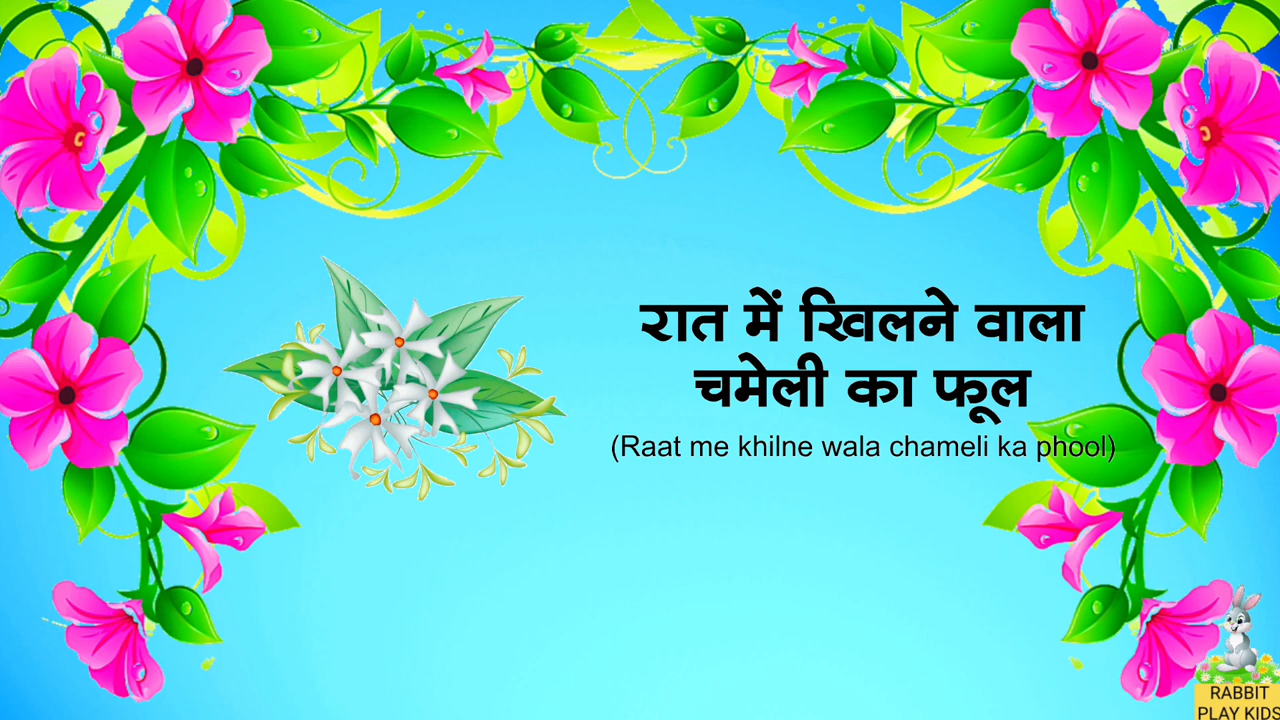 रात में खिलने वाला
चमेली का फूल
(Raat me khilne wala chameli ka phool)
RABBIT
PLAY KIDS